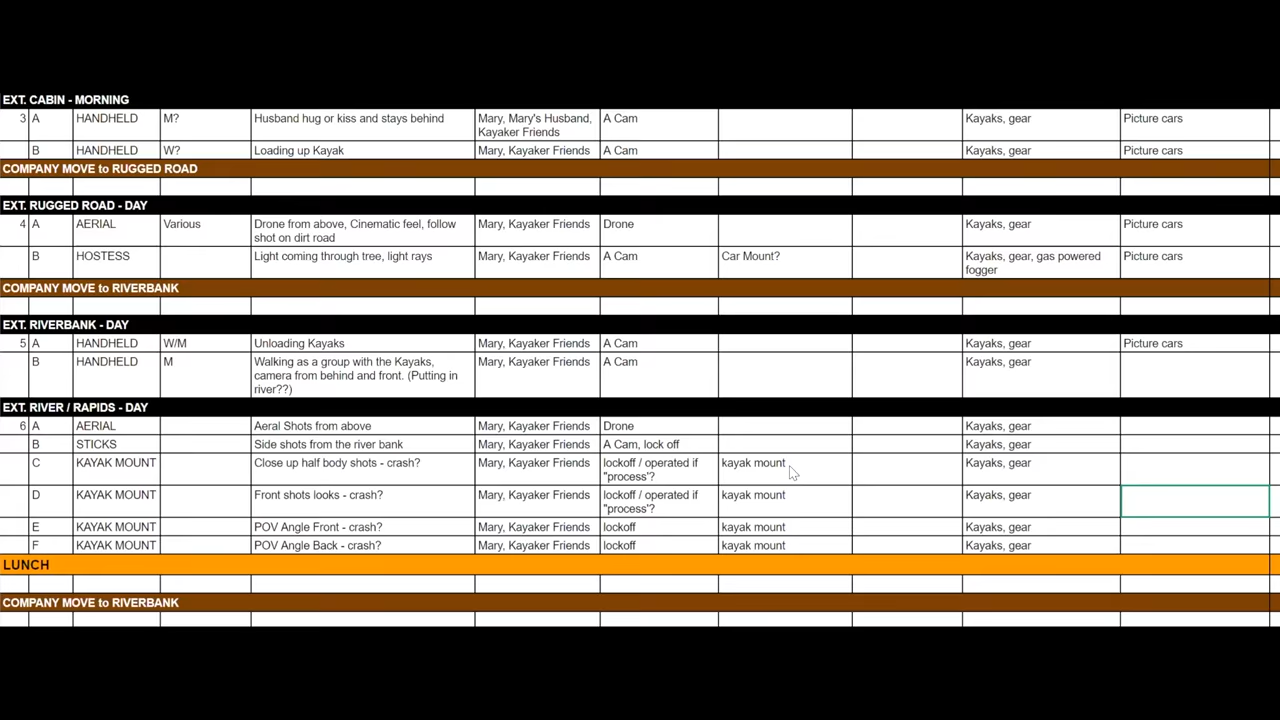 EXT. CABIN - MORNING
3 A HANDHELD M? Husband hug or kiss and stays behind Mary, Mary's Husband, A Cam Kayaks, gear Picture cars
Kayaker Friends
B HANDHELD W? Loading up Kayak Mary, Kayaker Friends A Cam Kayaks, gear Picture cars
COMPANY MOVE to RUGGED ROAD
EXT. RUGGED ROAD - DAY
4 A AERIAL Various Drone from above, Cinematic feel, follow Mary, Kayaker Friends Drone Kayaks, gear Picture cars
shot on dirt road
B HOSTESS Light coming through tree, light rays Mary, Kayaker Friends A Cam Car Mount? Kayaks, gear, gas powered Picture cars
fogger
COMPANY MOVE to RIVERBANK
EXT. RIVERBANK - DAY
5 A HANDHELD W/M Unloading Kayaks Mary, Kayaker Friends A Cam Kayaks, gear Picture cars
B HANDHELD M Walking as a group with the Kayaks, Mary, Kayaker Friends A Cam Kayaks, gear
camera from behind and front. (Putting in
river??)
EXT. RIVER / RAPIDS - DAY
6 A AERIAL Aeral Shots from above Mary, Kayaker Friends Drone Kayaks, gear
B STICKS Side shots from the river bank Mary, Kayaker Friends A Cam, lock off Kayaks, gear
C KAYAK MOUNT Close up half body shots - crash? Mary, Kayaker Friends lockoff / operated if kayak mount Kayaks, gear
"process'?
D KAYAK MOUNT Front shots looks - crash? Mary, Kayaker Friends lockoff / operated if kayak mount Kayaks, gear
"process'?
E KAYAK MOUNT POV Angle Front - crash? Mary, Kayaker Friends lockoff kayak mount Kayaks, gear
F KAYAK MOUNT POV Angle Back - crash? Mary, Kayaker Friends lockoff kayak mount Kayaks, gear
LUNCH
COMPANY MOVE to RIVERBANK